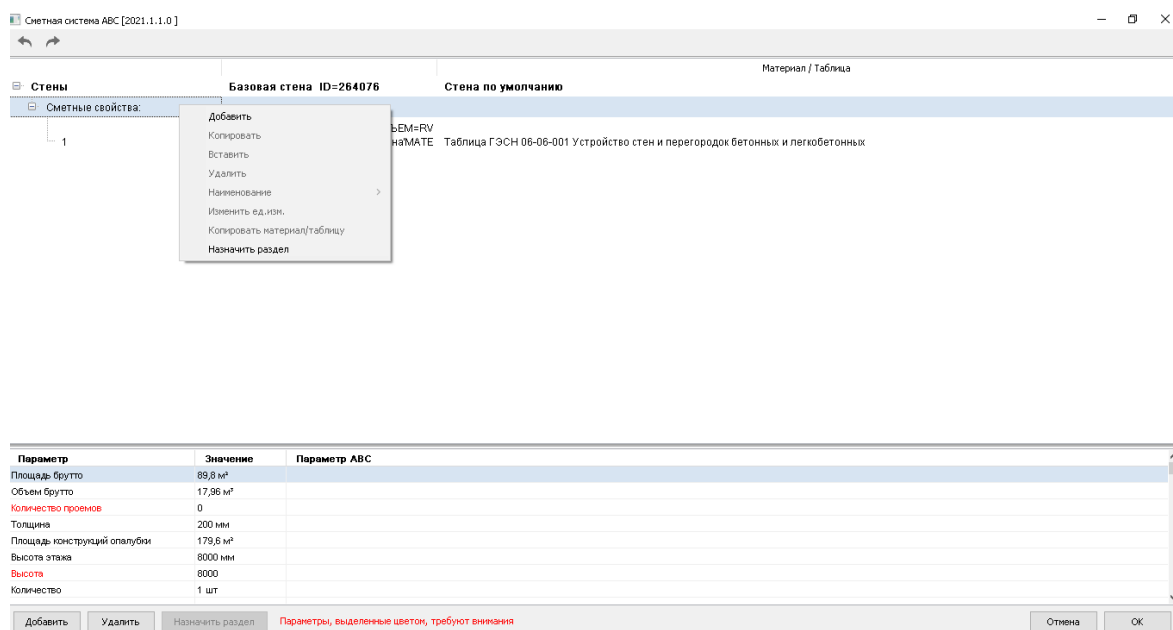 Сметная система ABC [2021.1.1.0 ]
Материал / Таблица
Стены Базовая стена ID=264076 Стена по умолчанию
Сметные свойства:
Добавить
ЪЕМ=RV
Копировать
1 на'MATE Таблица ГЭСН 06-06-001 Устройство стен и перегородок бетонных и легкобетонных
Вставить
Удалить
Наименование
Изменить ед.изм.
Копировать материал/таблицу
Назначить раздел
Параметр Значение Параметр ABC
Площадь брутто 89,8 м²
Объем брутто 17,96 м³
Количество проемов 0
Толщина 200 мм
Площадь конструкций опалубки 179,6 м²
Высота этажа 8000 мм
Высота 8000
Количество 1 шт
Добавить Удалить Назначить раздел Параметры, выделенные цветом, требуют внимания Отмена OK